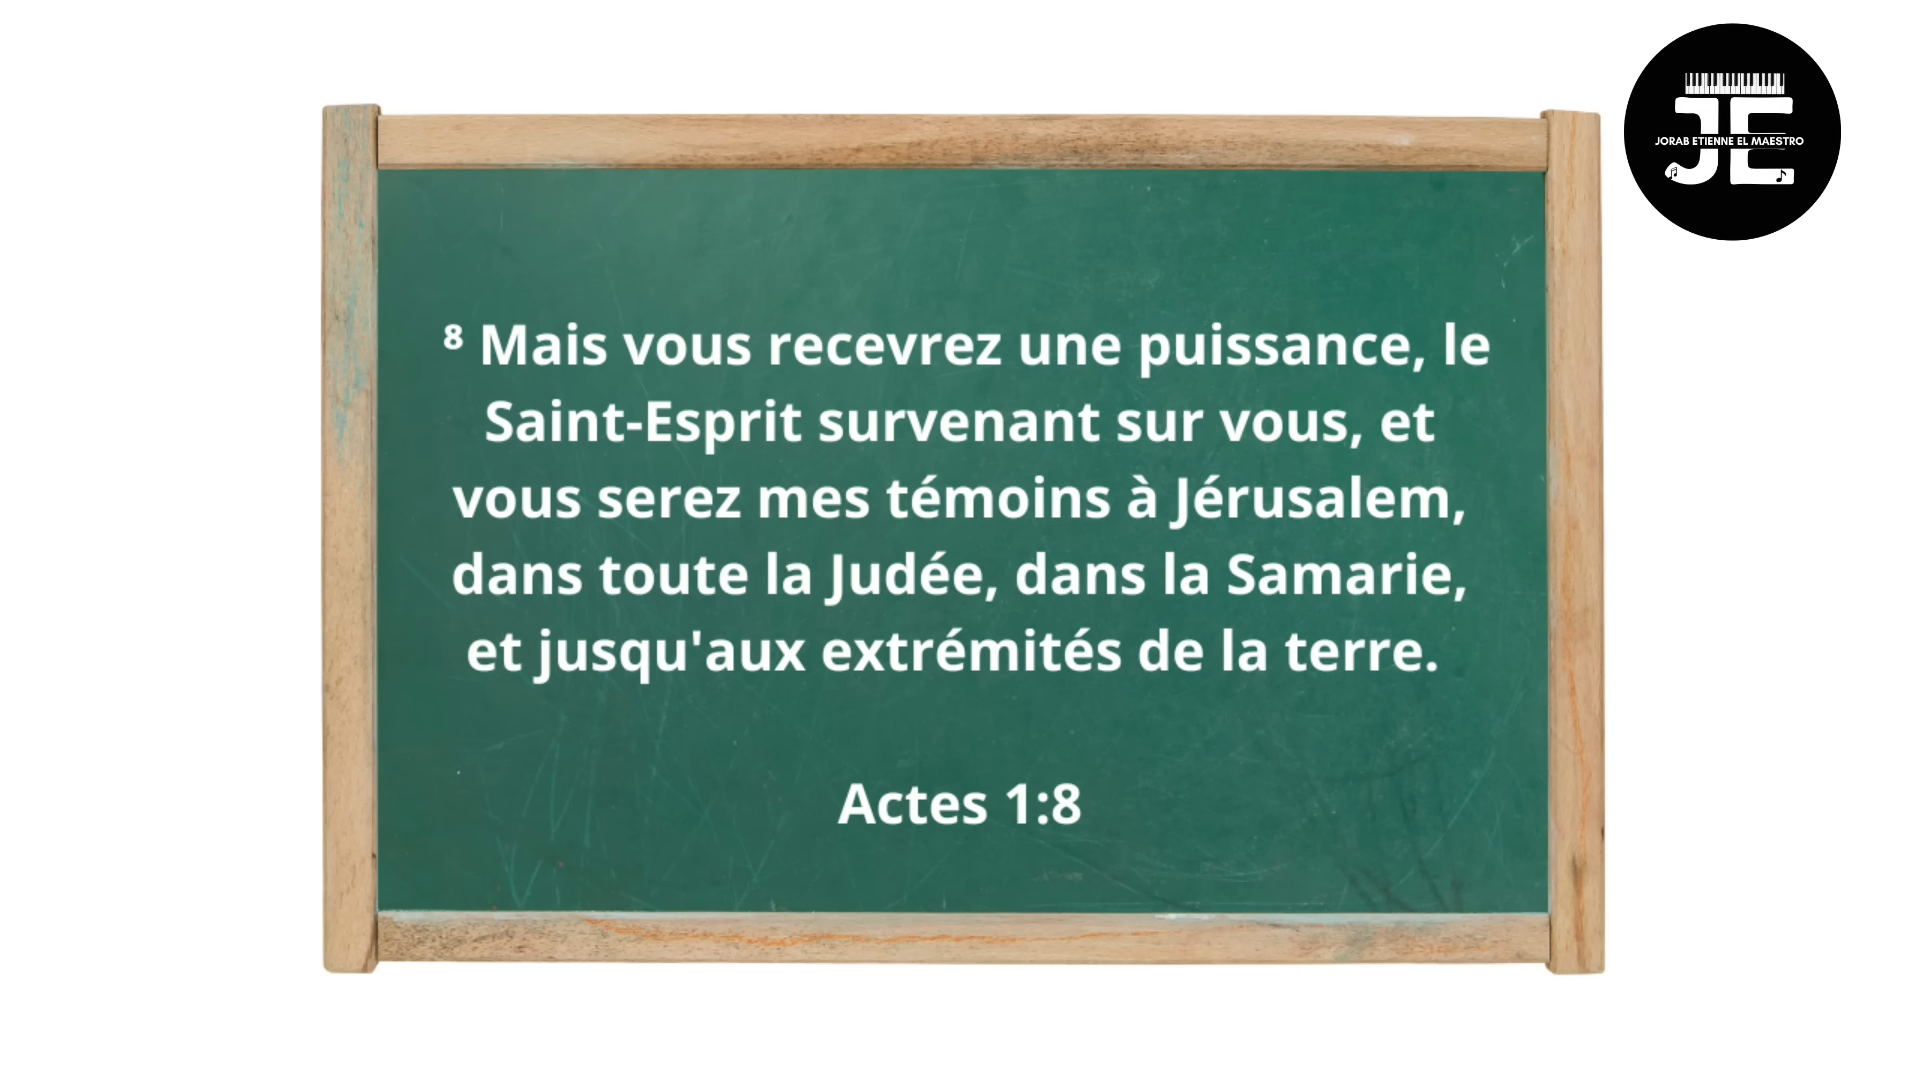 ⁸ Mais vous recevrez une puissance, le
Saint-Esprit survenant sur vous, et
vous serez mes témoins à Jérusalem,
dans toute la Judée, dans la Samarie,
et jusqu'aux extrémités de la terre.
Actes 1:8
JE
JORAB ETIENNE EL MAESTRO